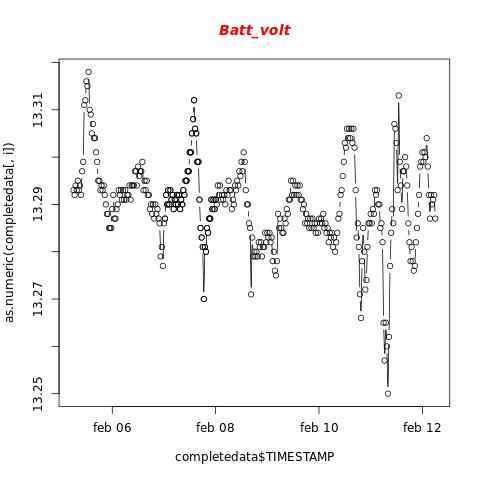 Batt_volt
as.numeric(completedata[, i])
13.31
13.29
13.27
13.25
feb 06
feb 08
feb 10
feb 12
completedata$TIMESTAMP